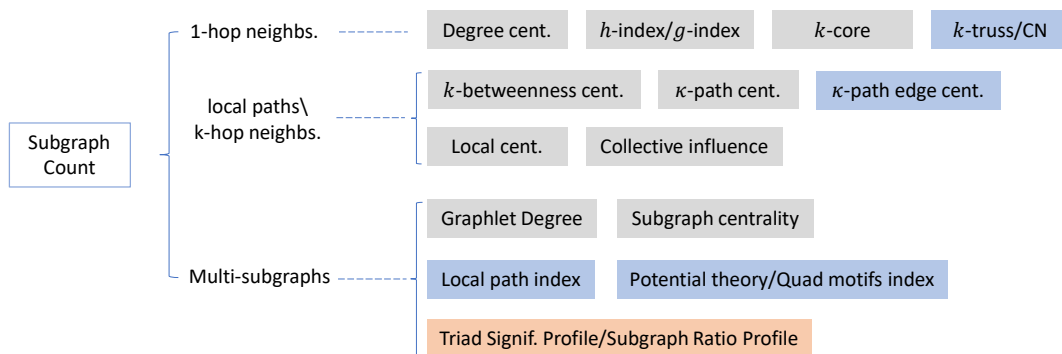 1-hop neighbs.
Degree cent.
h-index/g-index
k-core
k-truss/CN
local paths\
k-hop neighbs.
k-betweenness cent.
κ-path cent.
κ-path edge cent.
Local cent.
Collective influence
Subgraph
Count
Multi-subgraphs
Graphlet Degree
Subgraph centrality
Local path index
Potential theory/Quad motifs index
Triad Signif. Profile/Subgraph Ratio Profile